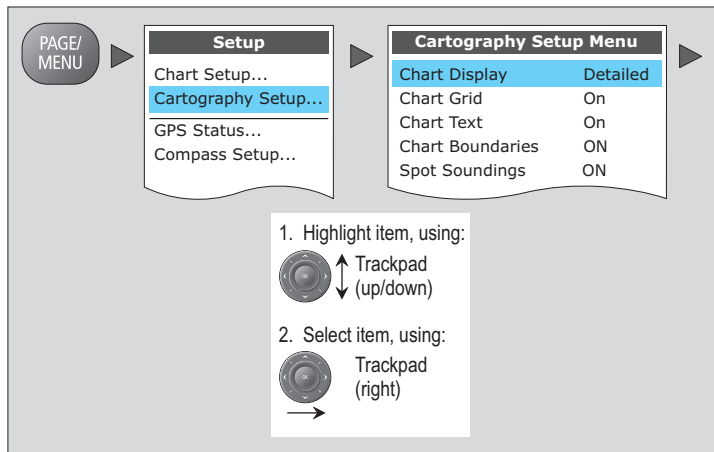 PAGE/
MENU
Setup
Chart Setup...
Cartography Setup...
GPS Status...
Compass Setup...
Cartography Setup Menu
Chart Display Detailed
Chart Grid On
Chart Text On
Chart Boundaries ON
Spot Soundings ON
1. Highlight item, using:
OK
Trackpad
(up/down)
2. Select item, using:
OK
Trackpad
(right)